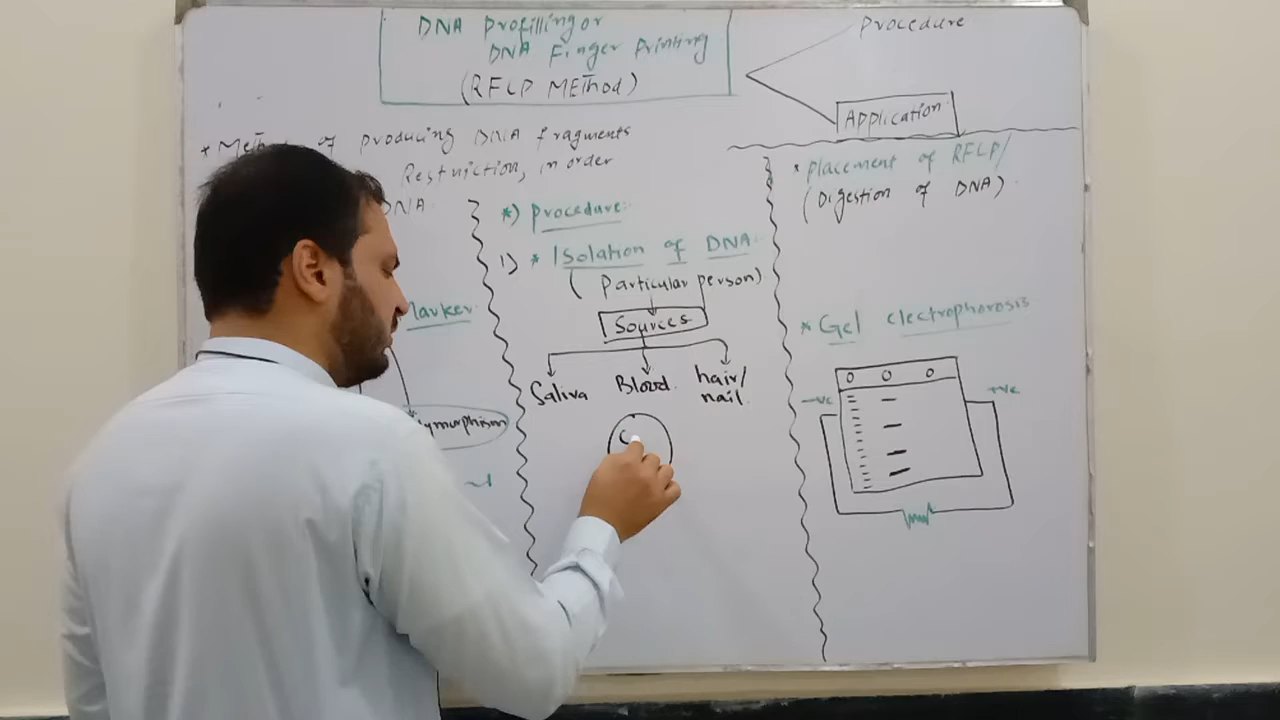 DNA Profilling or
DNA Finger Printing
(RFLP METhod)
Procedure
Application
* of producing DNA fragments
Restriction, in order
DNA.
Marker
ymorphism
*) Procedure:
1) * Isolation of DNA.
(Particular person)
Sources
Saliva Blood. hair/
nail.
* Placement of RFLP/
(Digestion of DNA)
* Gel electrophorosis
-ve
+ve